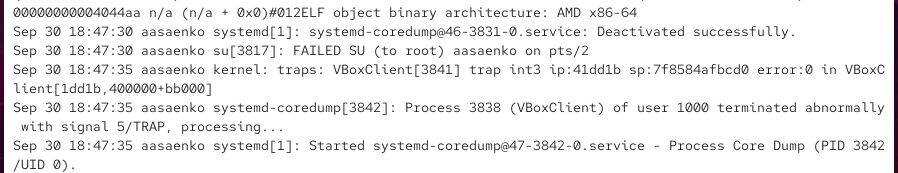 00000000004044aa n/a (n/a + 0x0)#012ELF object binary architecture: AMD x86-64
Sep 30 18:47:30 aasaenko systemd[1]: systemd-coredump@46-3831-0.service: Deactivated successfully.
Sep 30 18:47:30 aasaenko su[3817]: FAILED SU (to root) aasaenko on pts/2
Sep 30 18:47:35 aasaenko kernel: traps: VBoxClient[3841] trap int3 ip:41dd1b sp:7f8584afbcd0 error:0 in VBoxC
lient[1dd1b,400000+bb000]
Sep 30 18:47:35 aasaenko systemd-coredump[3842]: Process 3838 (VBoxClient) of user 1000 terminated abnormally
 with signal 5/TRAP, processing...
Sep 30 18:47:35 aasaenko systemd[1]: Started systemd-coredump@47-3842-0.service - Process Core Dump (PID 3842
/UID 0).